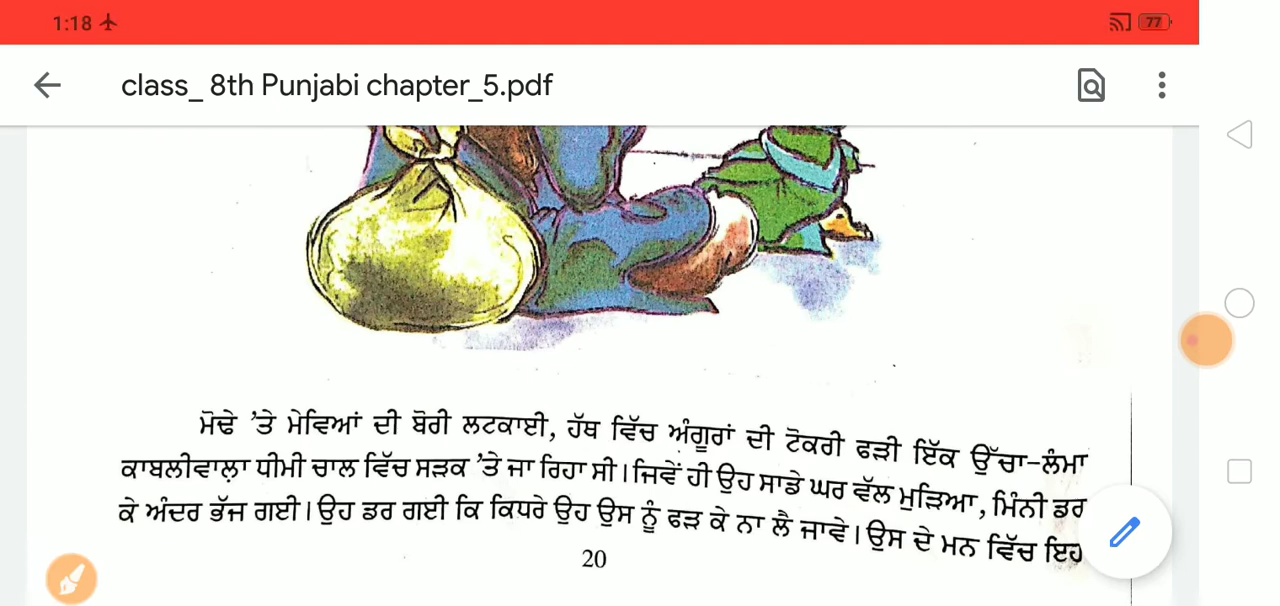 1:18
77
class_ 8th Punjabi chapter_5.pdf
ਮੋਢੇ 'ਤੇ ਮੇਵਿਆਂ ਦੀ ਬੋਰੀ ਲਟਕਾਈ, ਹੱਥ ਵਿੱਚ ਅੰਗੂਰਾਂ ਦੀ ਟੋਕਰੀ ਫੜੀ ਇੱਕ ਉੱਚਾ-ਲੰਮਾ
ਕਾਬਲੀਵਾਲ਼ਾ ਧੀਮੀ ਚਾਲ ਵਿੱਚ ਸੜਕ 'ਤੇ ਜਾ ਰਿਹਾ ਸੀ। ਜਿਵੇਂ ਹੀ ਉਹ ਸਾਡੇ ਘਰ ਵੱਲ ਮੁੜਿਆ, ਮਿੰਨੀ ਡਰ
ਕੇ ਅੰਦਰ ਭੱਜ ਗਈ। ਉਹ ਡਰ ਗਈ ਕਿ ਕਿਧਰੇ ਉਹ ਉਸ ਨੂੰ ਫੜ ਕੇ ਨਾ ਲੈ ਜਾਵੇ। ਉਸ ਦੇ ਮਨ ਵਿੱਚ ਇਹ
20